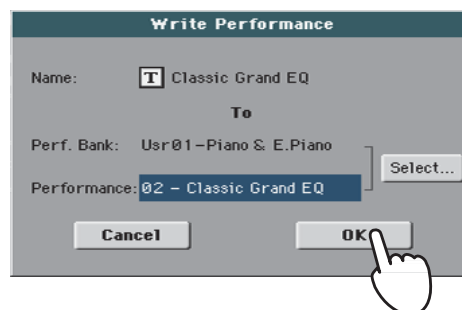 Write Performance
Name: T Classic Grand EQ
To
Perf. Bank: Usr01-Piano & E.Piano
Select...
Performance: 02 - Classic Grand EQ
Cancel OK